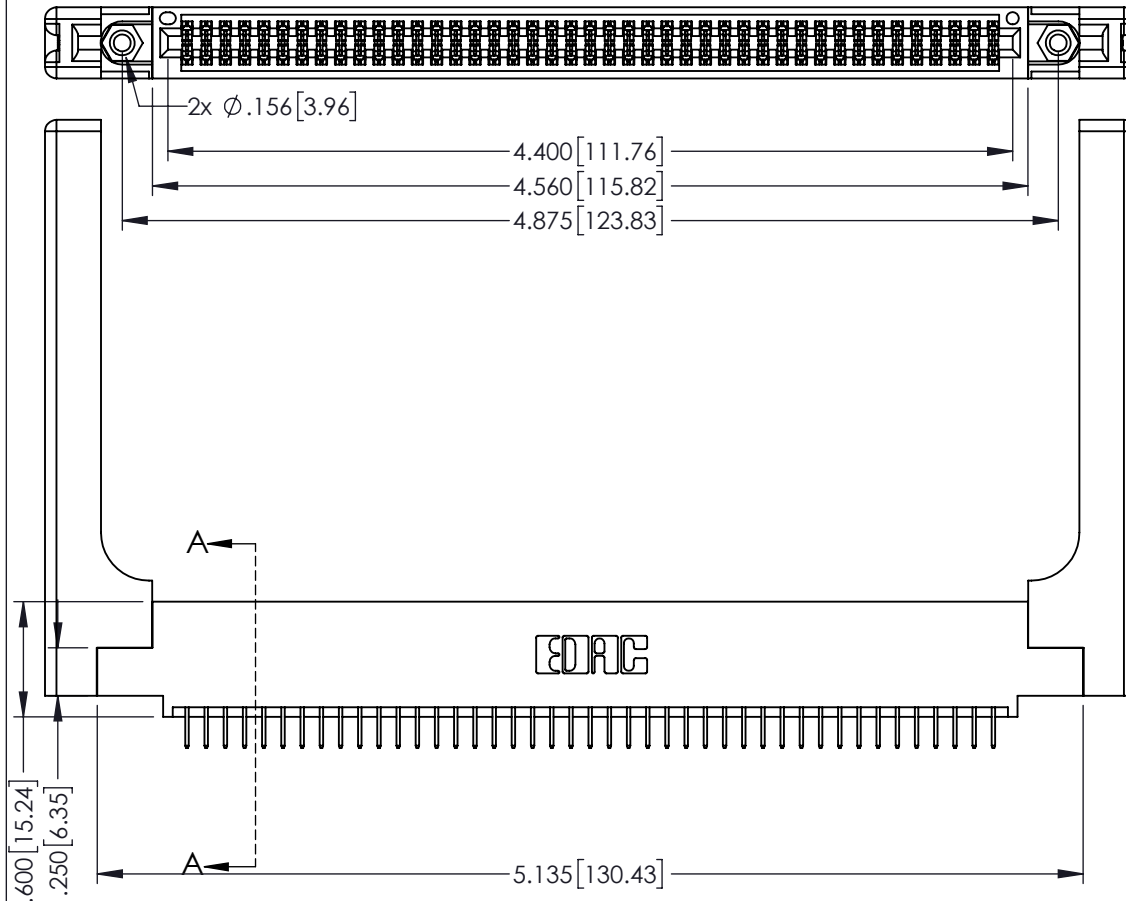 2x Ø.156[3.96]
4.400[111.76]
4.560[115.82]
4.875[123.83]
A
EDAC
.600[15.24]
.250[6.35]
A
5.135[130.43]